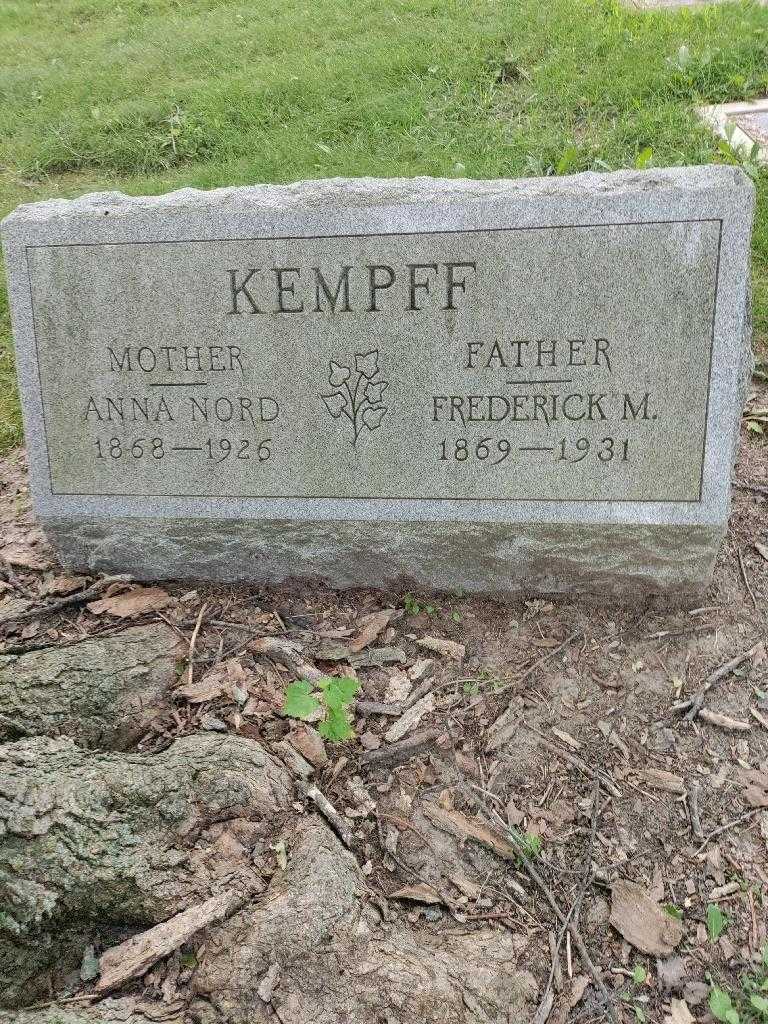 KEMPFF
MOTHER
ANNA NORD
1868—1926
FATHER
FREDERICK M.
1869—1931